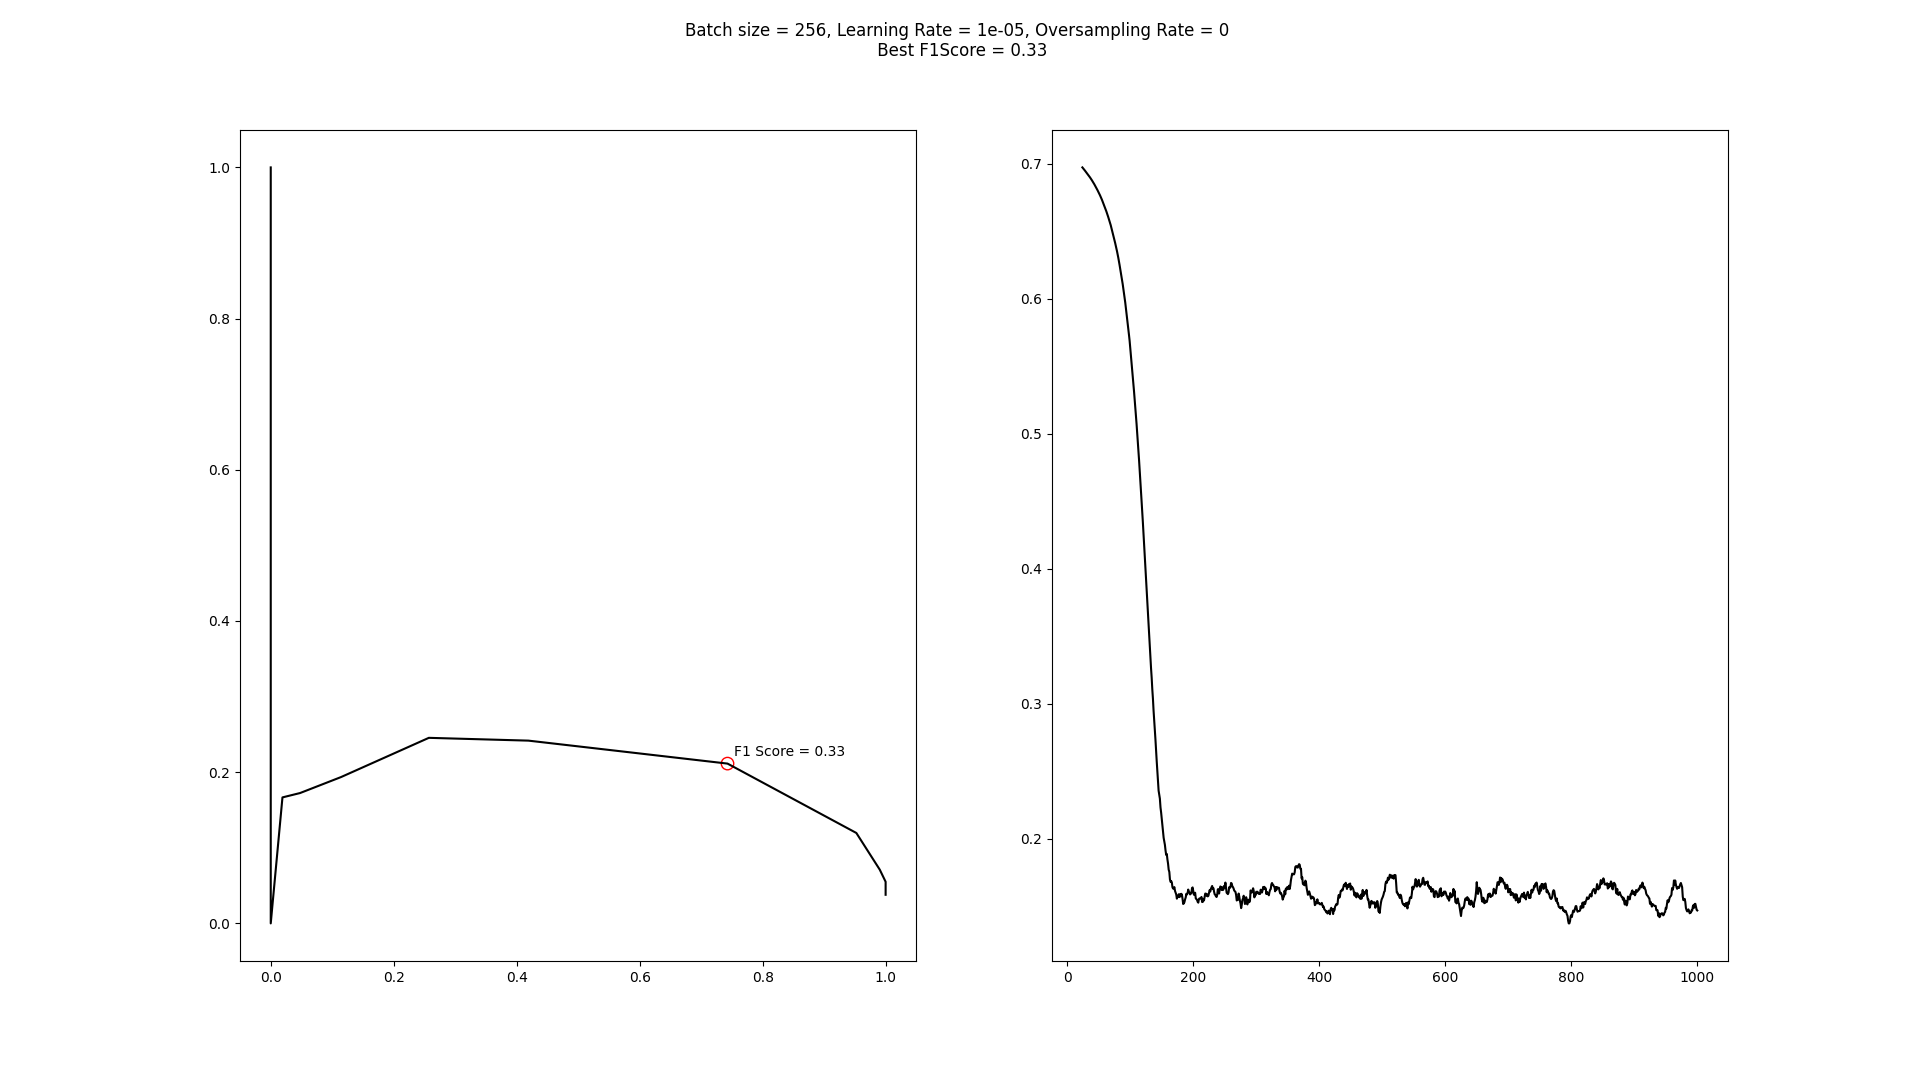 Batch size = 256, Learning Rate = 1e-05, Oversampling Rate = 0
Best F1Score = 0.33
1.0
0.8
0.6
0.4
0.2
0.0
F1 Score = 0.33
0.0 0.2 0.4 0.6 0.8 1.0
0.7
0.6
0.5
0.4
0.3
0.2
0 200 400 600 800 1000